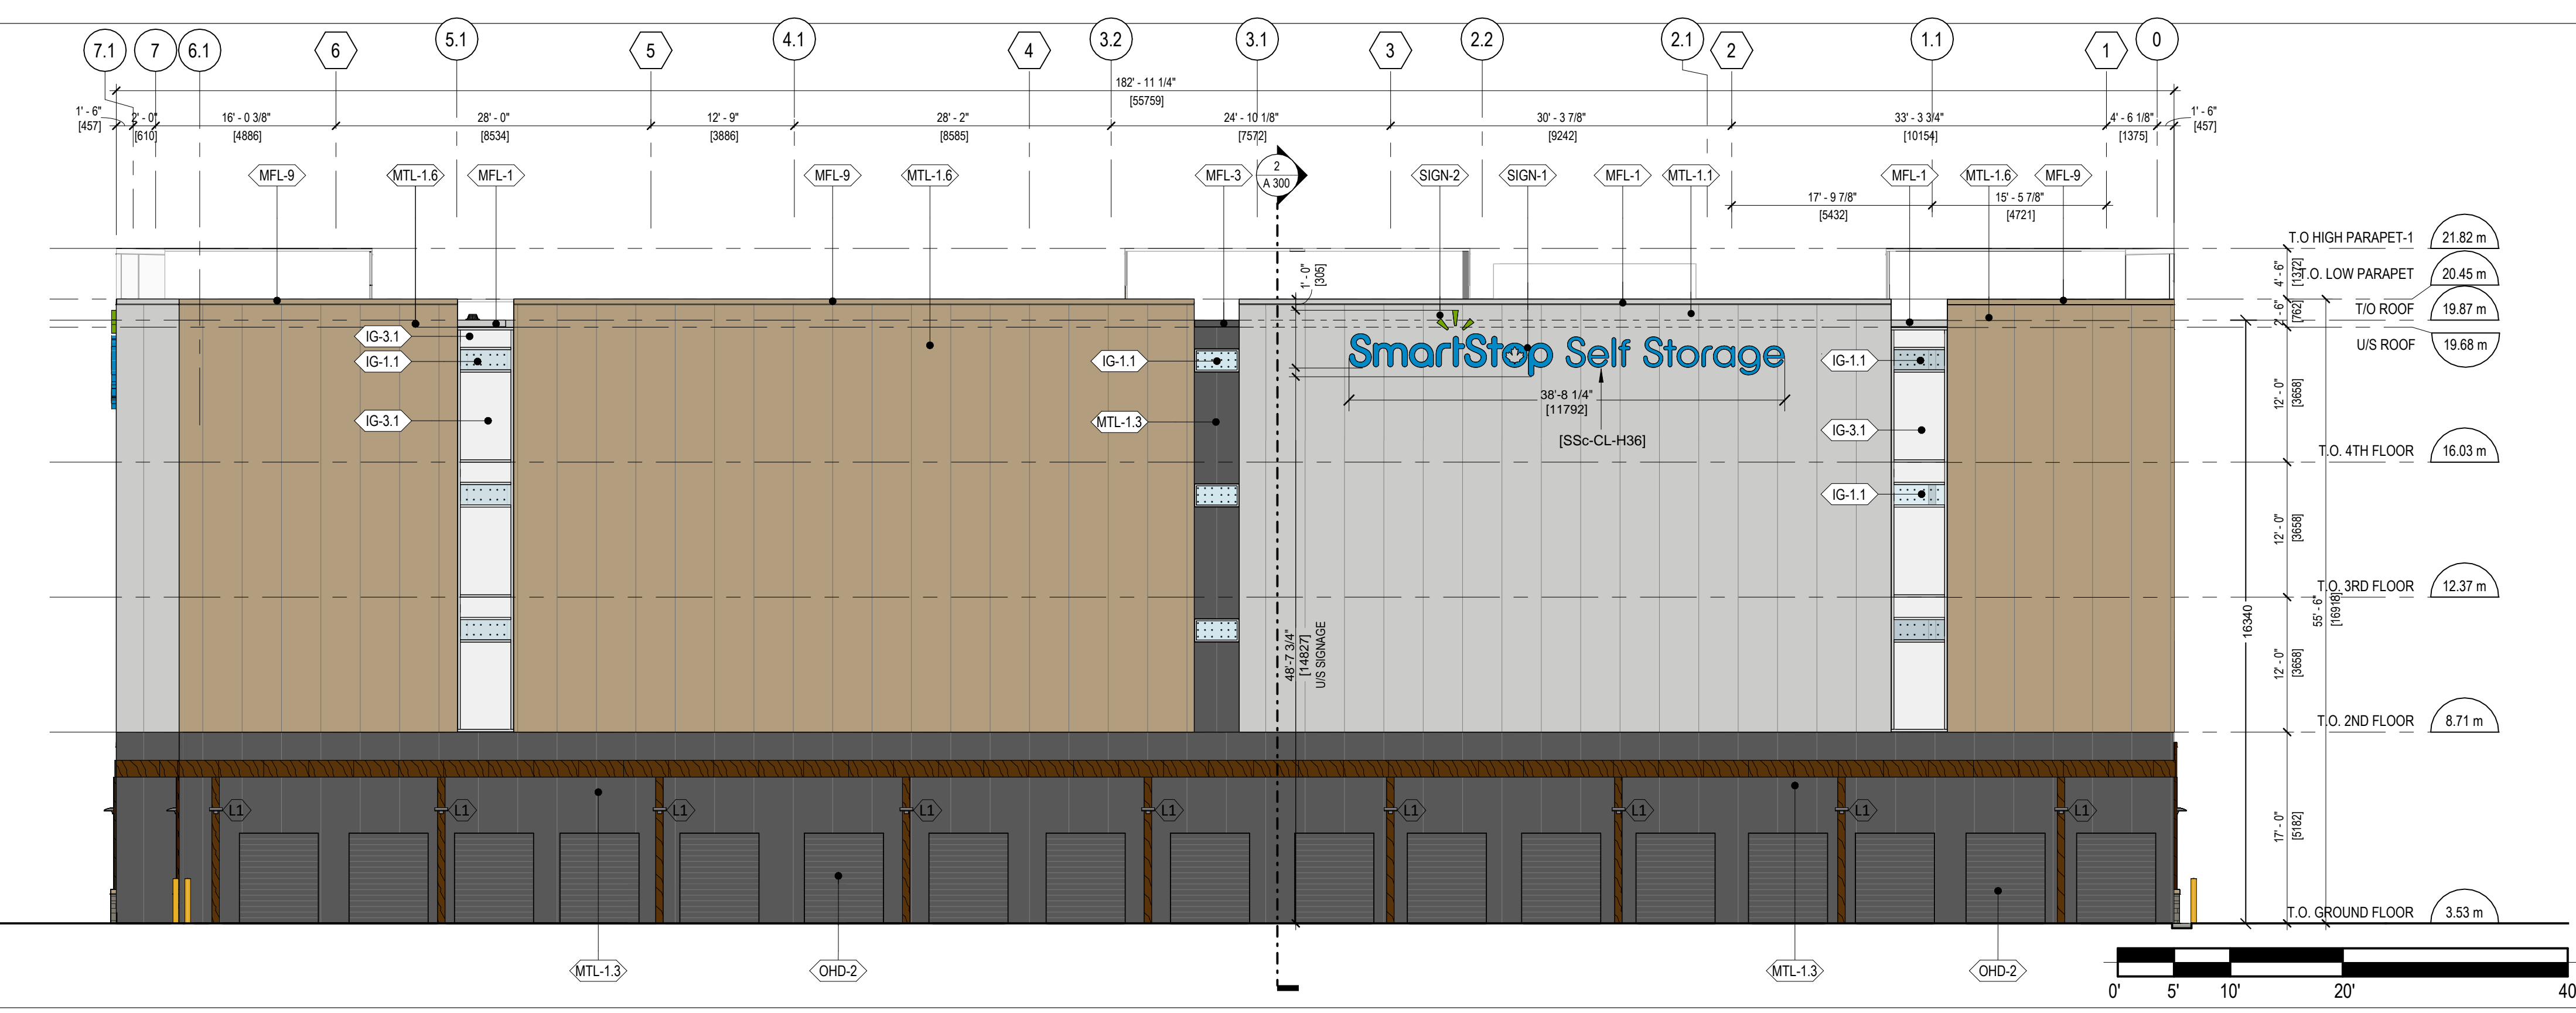 7.1 7 6.1 6 5.1 5 4.1 4 3.2 3.1 3 2.2 2.1 2 1.1 1 0
182' - 11 1/4"
[55759]
1' - 6" 2' - 0" 16' - 0 3/8" 28' - 0" 12' - 9" 28' - 2" 24' - 10 1/8" 30' - 3 7/8" 33' - 3 3/4" 4' - 6 1/8" 1' - 6"
[457] [610] [4886] [8534] [3886] [8585] [7572] [9242] [10154] [1375] [457]
MFL-9 MTL-1.6 MFL-1 MFL-9 MTL-1.6 MFL-3 2 SIGN-2 SIGN-1 MFL-1 MTL-1.1 MFL-1 MTL-1.6 MFL-9
A 300
17' - 9 7/8" 15' - 5 7/8"
[5432] [4721]
T.O HIGH PARAPET-1 21.82 m
4' - 6"
[1372]
T.O. LOW PARAPET 20.45 m
1' - 0"
[305]
T/O ROOF 19.87 m
2' - 6"
[762]
U/S ROOF 19.68 m
IG-3.1
IG-1.1 IG-1.1 SmartStop Self Storage IG-1.1
38'-8 1/4"
[11792]
12' - 0"
[3658]
IG-3.1 MTL-1.3 IG-3.1
[SSc-CL-H36]
T.O. 4TH FLOOR 16.03 m
IG-1.1
12' - 0"
[3658]
T.O. 3RD FLOOR 12.37 m
16340
55' - 6"
[16918]
48'-7 3/4"
[14827]
U/S SIGNAGE
12' - 0"
[3658]
T.O. 2ND FLOOR 8.71 m
L1 L1 L1 L1 L1 L1 L1 L1 L1
17' - 0"
[5182]
T.O. GROUND FLOOR 3.53 m
MTL-1.3 OHD-2 MTL-1.3 OHD-2
0' 5' 10' 20' 40